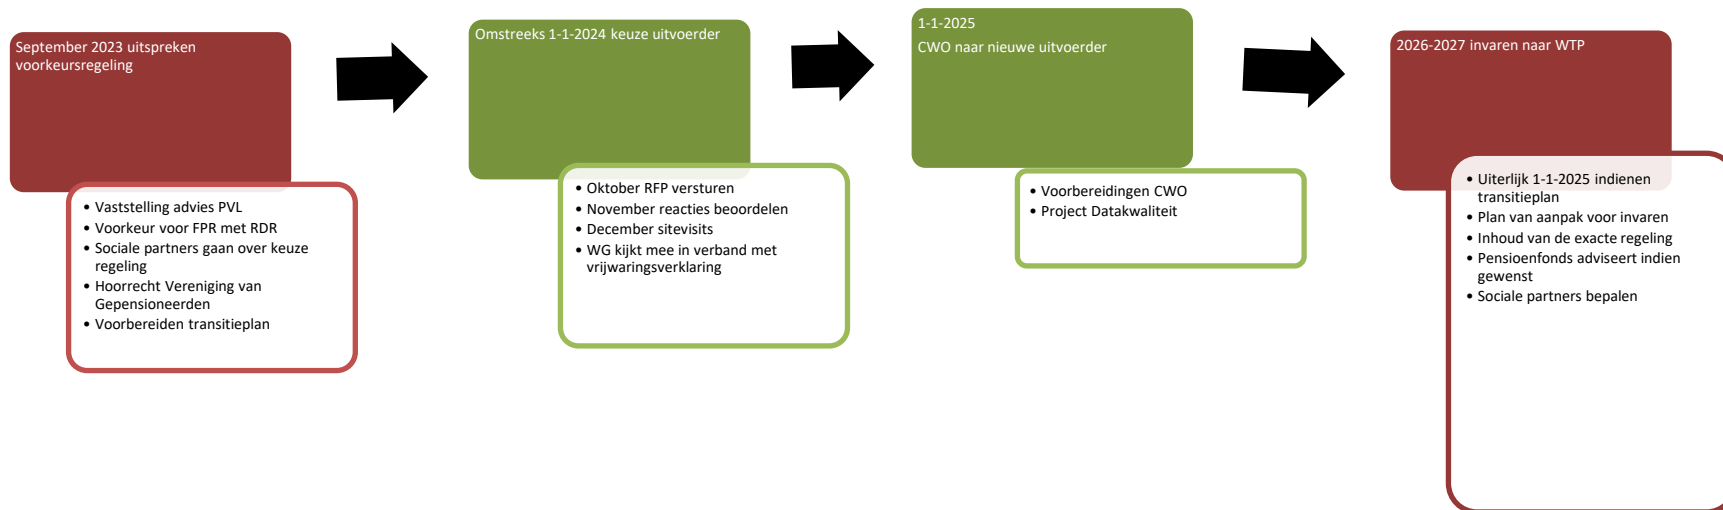 September 2023 uitspreken
voorkeursregeling
• Vaststelling advies PVL
• Voorkeur voor FPR met RDR
• Sociale partners gaan over keuze
regeling
• Hoorrecht Vereniging van
Gepensioneerden
• Voorbereiden transitieplan
Omstreeks 1-1-2024 keuze uitvoerder
• Oktober RFP versturen
• November reacties beoordelen
• December sitevisits
• WG kijkt mee in verband met
vrijwaringsverklaring
1-1-2025
CWO naar nieuwe uitvoerder
• Voorbereidingen CWO
• Project Datakwaliteit
2026-2027 invaren naar WTP
• Uiterlijk 1-1-2025 indienen
transitieplan
• Plan van aanpak voor invaren
• Inhoud van de exacte regeling
• Pensioenfonds adviseert indien
gewenst
• Sociale partners bepalen